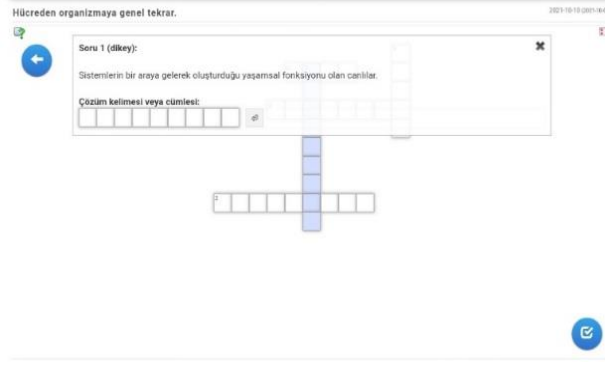 Hücreden organizmaya genel tekrar.
Soru 1 (dikey):
Sistemlerin bir araya gelerek oluşturduğu yaşamsal fonksiyonu olan canlılar.
Çözüm kelimesi veya cümlesi:
2